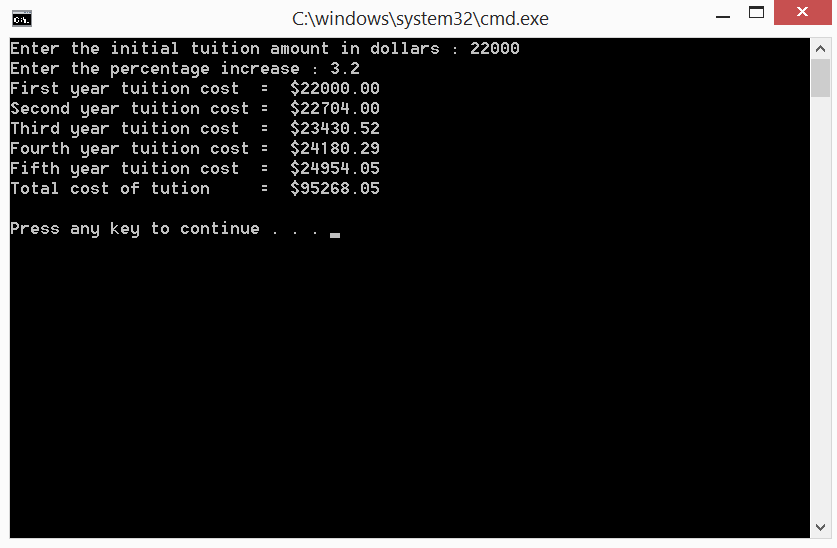 C:\windows\system32\cmd.exe
Enter the initial tuition amount in dollars : 22000
Enter the percentage increase : 3.2
First year tuition cost  =  $22000.00
Second year tuition cost =  $22704.00
Third year tuition cost  =  $23430.52
Fourth year tuition cost =  $24180.29
Fifth year tuition cost  =  $24954.05
Total cost of tution     =  $95268.05
Press any key to continue . . .